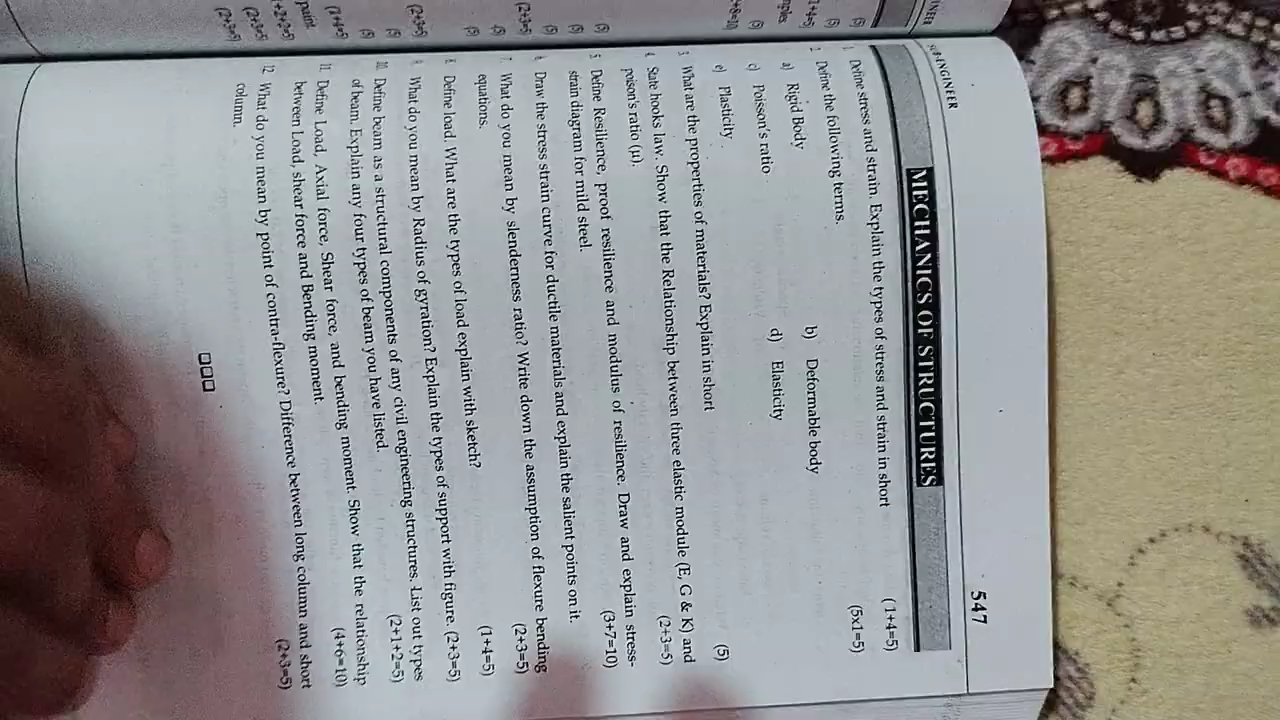 SUB-ENGINEER
547
MECHANICS OF STRUCTURES
1. Define stress and strain. Explain the types of stress and strain in short
(1+4=5)
2. Define the following terms.
(5x1=5)
a) Rigid Body
b) Deformable body
c) Poisson's ratio
d) Elasticity
e) Plasticity
3. What are the properties of materials? Explain in short
(5)
4. State hooks law. Show that the Relationship between three elastic module (E, G & K) and
poison's ratio (μ).
(2+3=5)
5. Define Resilience, proof resilience and modulus of resilience. Draw and explain stress-
strain diagram for mild steel.
(3+7=10)
6. Draw the stress strain curve for ductile materials and explain the salient points on it.
7. What do you mean by slenderness ratio? Write down the assumption of flexure bending
equations.
(2+3=5)
8. Define load. What are the types of load explain with sketch?
(1+4=5)
9. What do you mean by Radius of gyration? Explain the types of support with figure. (2+3=5)
10. Define beam as a structural components of any civil engineering structures. List out types
of beam. Explain any four types of beam you have listed.
(2+1+2=5)
11. Define Load, Axial force, Shear force, and bending moment. Show that the relationship
between Load, shear force and Bending moment.
(4+6=10)
12. What do you mean by point of contra-flexure? Difference between long column and short
column.
(2+3=5)